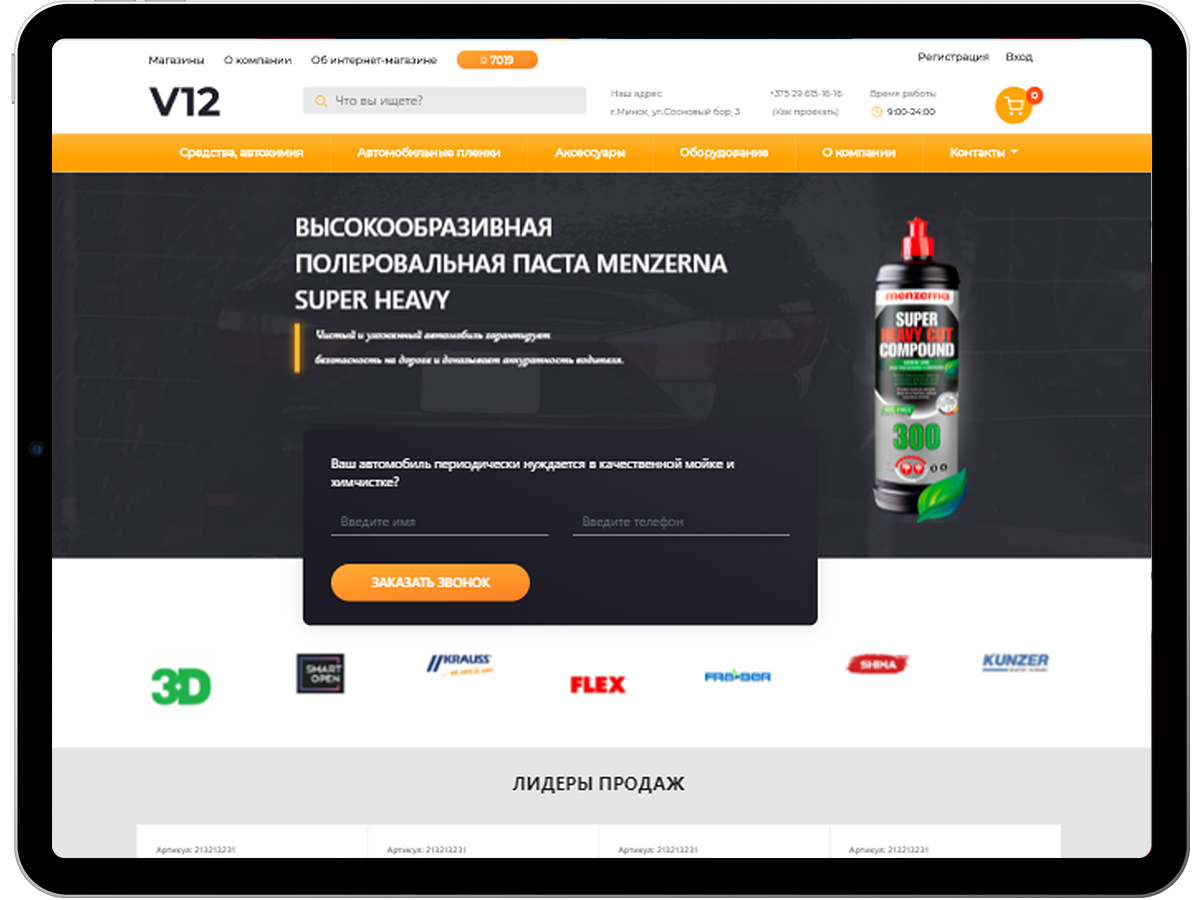 Магазины О компании Об интернет-магазине 7019 Регистрация Вход
V12 Что вы ищете? Наш адрес +375 29 615-16-16 Время работы 0
г.Минск, ул.Сосновый бор, 3 (Как проехать) 9:00-24:00
Средства, автохимия Автомобильные пленки Аксессуары Оборудование О компании Контакты
ВЫСОКООБРАЗИВНАЯ
ПОЛЕРОВАЛЬНАЯ ПАСТА MENZERNA
SUPER HEAVY
Чистый и ухоженный автомобиль гарантирует
безопасность на дороге и доказывает аккуратность водителя.
menzerna
SUPER
HEAVY CUT
COMPOUND
300
Ваш автомобиль периодически нуждается в качественной мойке и
химчистке?
Введите имя Введите телефон
ЗАКАЗАТЬ ЗВОНОК
3D SMART OPEN KRAUSS FLEX FRA-BER SHIMA KUNZER
ЛИДЕРЫ ПРОДАЖ
Артикул: 213213231 Артикул: 213213231 Артикул: 213213231 Артикул: 213213231